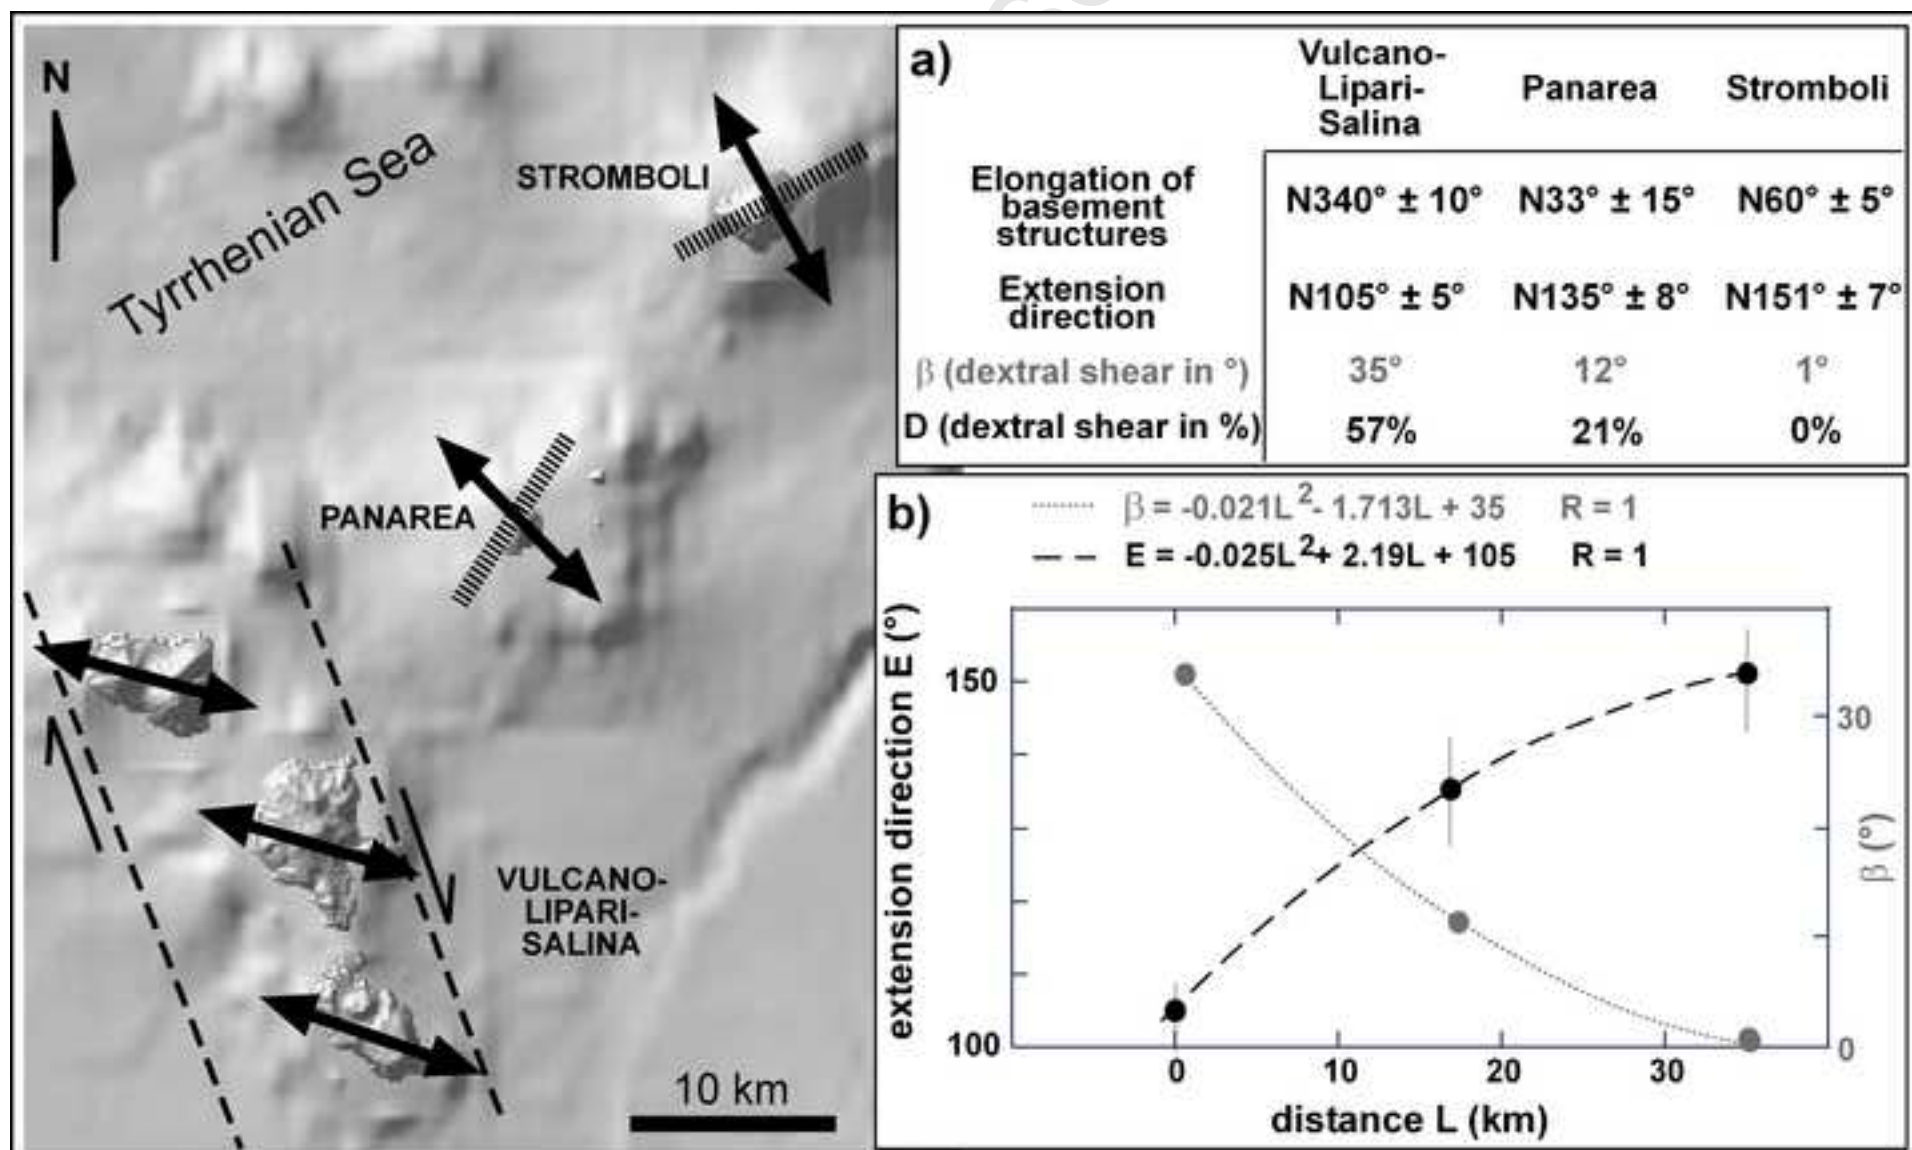 N
Tyrrhenian Sea
STROMBOLI
PANAREA
VULCANO-
LIPARI-
SALINA
10 km
a)
Vulcano-
Lipari-
Salina
Panarea
Stromboli
Elongation of
basement
structures
N340° ± 10°
N33° ± 15°
N60° ± 5°
Extension
direction
N105° ± 5°
N135° ± 8°
N151° ± 7°
β (dextral shear in °)
35°
12°
1°
D (dextral shear in %)
57%
21%
0%
b)
β = -0.021L²- 1.713L + 35 R = 1
E = -0.025L²+ 2.19L + 105 R = 1
extension direction E (°)
150
100
30
0
β (°)
0 10 20 30
distance L (km)